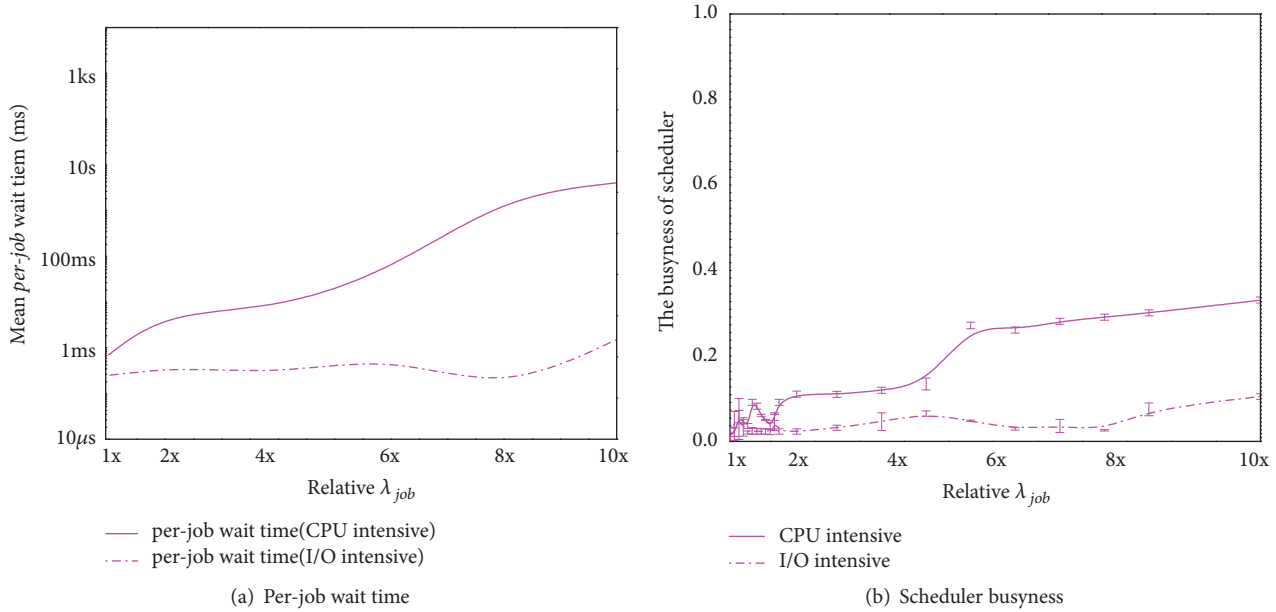 Mean per-job wait tiem (ms)
1ks
10s
100ms
1ms
10μs
1x 2x 4x 6x 8x 10x
Relative λjob
per-job wait time(CPU intensive)
per-job wait time(I/O intensive)
(a) Per-job wait time
The busyness of scheduler
1.0
0.8
0.6
0.4
0.2
0.0
1x 2x 6x 8x 10x
Relative λjob
CPU intensive
I/O intensive
(b) Scheduler busyness